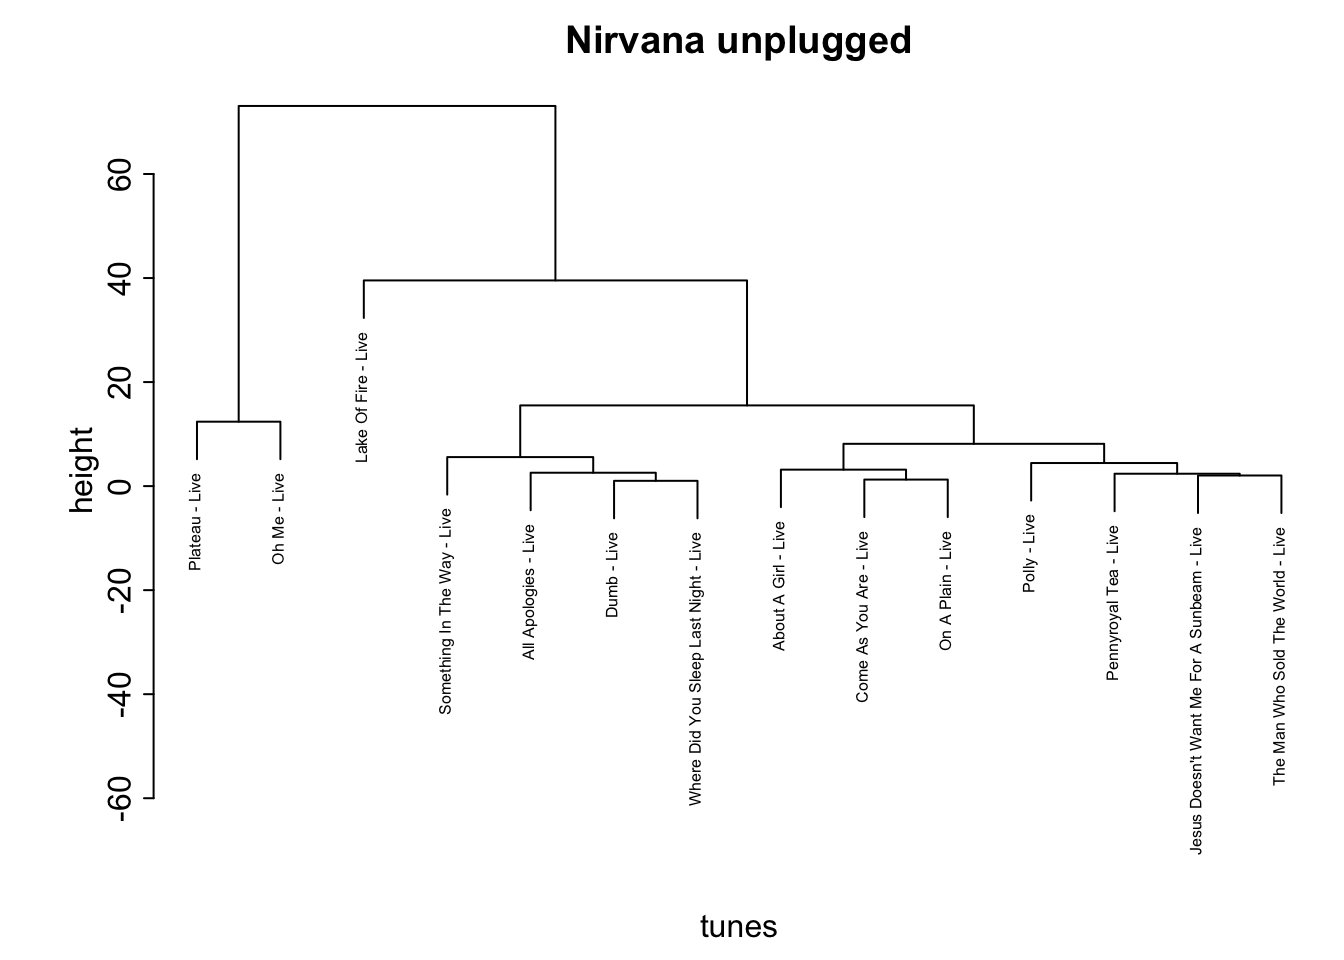 Nirvana unplugged
height
60
40
20
0
-20
-40
-60
Plateau - Live
Oh Me - Live
Lake Of Fire - Live
Something In The Way - Live
All Apologies - Live
Dumb - Live
Where Did You Sleep Last Night - Live
About A Girl - Live
Come As You Are - Live
On A Plain - Live
Polly - Live
Pennyroyal Tea - Live
Jesus Doesn't Want Me For A Sunbeam - Live
The Man Who Sold The World - Live
tunes